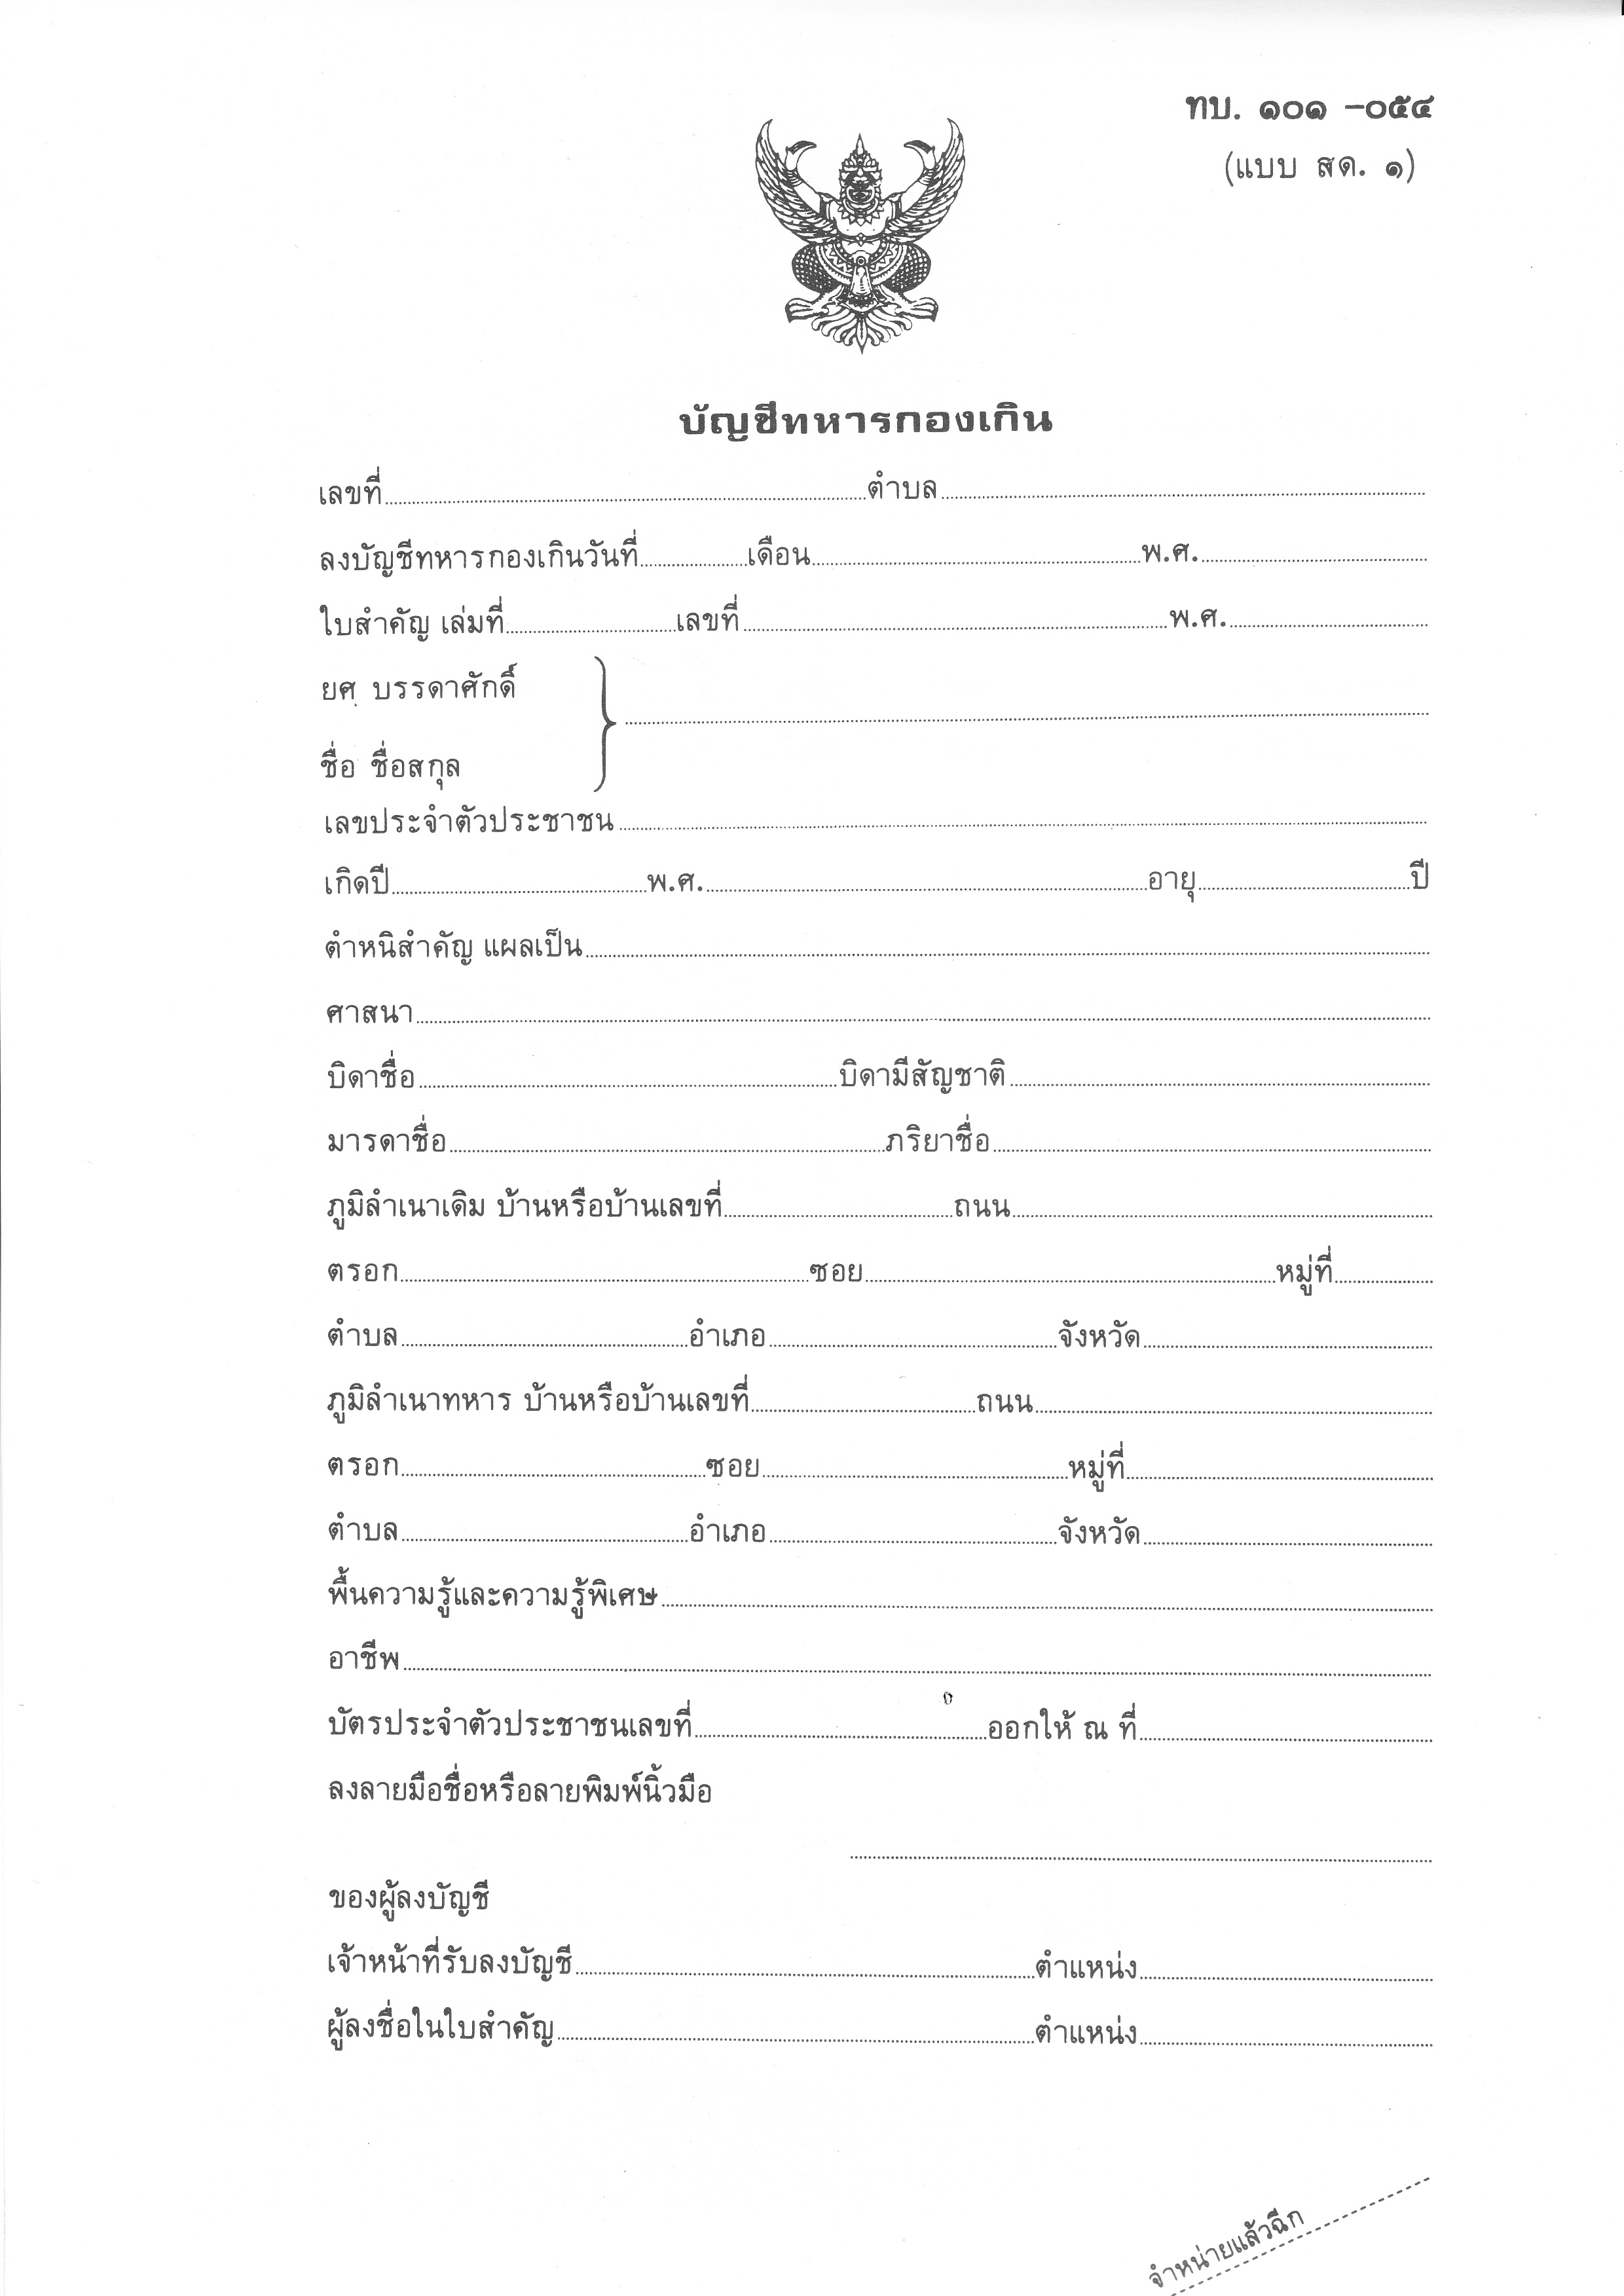 ทบ. ๑๐๑ -๐๕๔
(แบบ สด. ๑)
บัญชีทหารกองเกิน
เลขที่ ตำบล
ลงบัญชีทหารกองเกินวันที่ เดือน พ.ศ.
ใบสำคัญ เล่มที่ เลขที่ พ.ศ.
ยศ บรรดาศักดิ์
ชื่อ ชื่อสกุล
เลขประจำตัวประชาชน
เกิดปี พ.ศ. อายุ ปี
ตำหนิสำคัญ แผลเป็น
ศาสนา
บิดาชื่อ บิดามีสัญชาติ
มารดาชื่อ ภริยาชื่อ
ภูมิลำเนาเดิม บ้านหรือบ้านเลขที่ ถนน
ตรอก ซอย หมู่ที่
ตำบล อำเภอ จังหวัด
ภูมิลำเนาทหาร บ้านหรือบ้านเลขที่ ถนน
ตรอก ซอย หมู่ที่
ตำบล อำเภอ จังหวัด
พื้นความรู้และความรู้พิเศษ
อาชีพ
บัตรประจำตัวประชาชนเลขที่ ออกให้ ณ ที่
ลงลายมือชื่อหรือลายพิมพ์นิ้วมือ
ของผู้ลงบัญชี
เจ้าหน้าที่รับลงบัญชี ตำแหน่ง
ผู้ลงชื่อในใบสำคัญ ตำแหน่ง
จำหน่ายแล้วฉีก